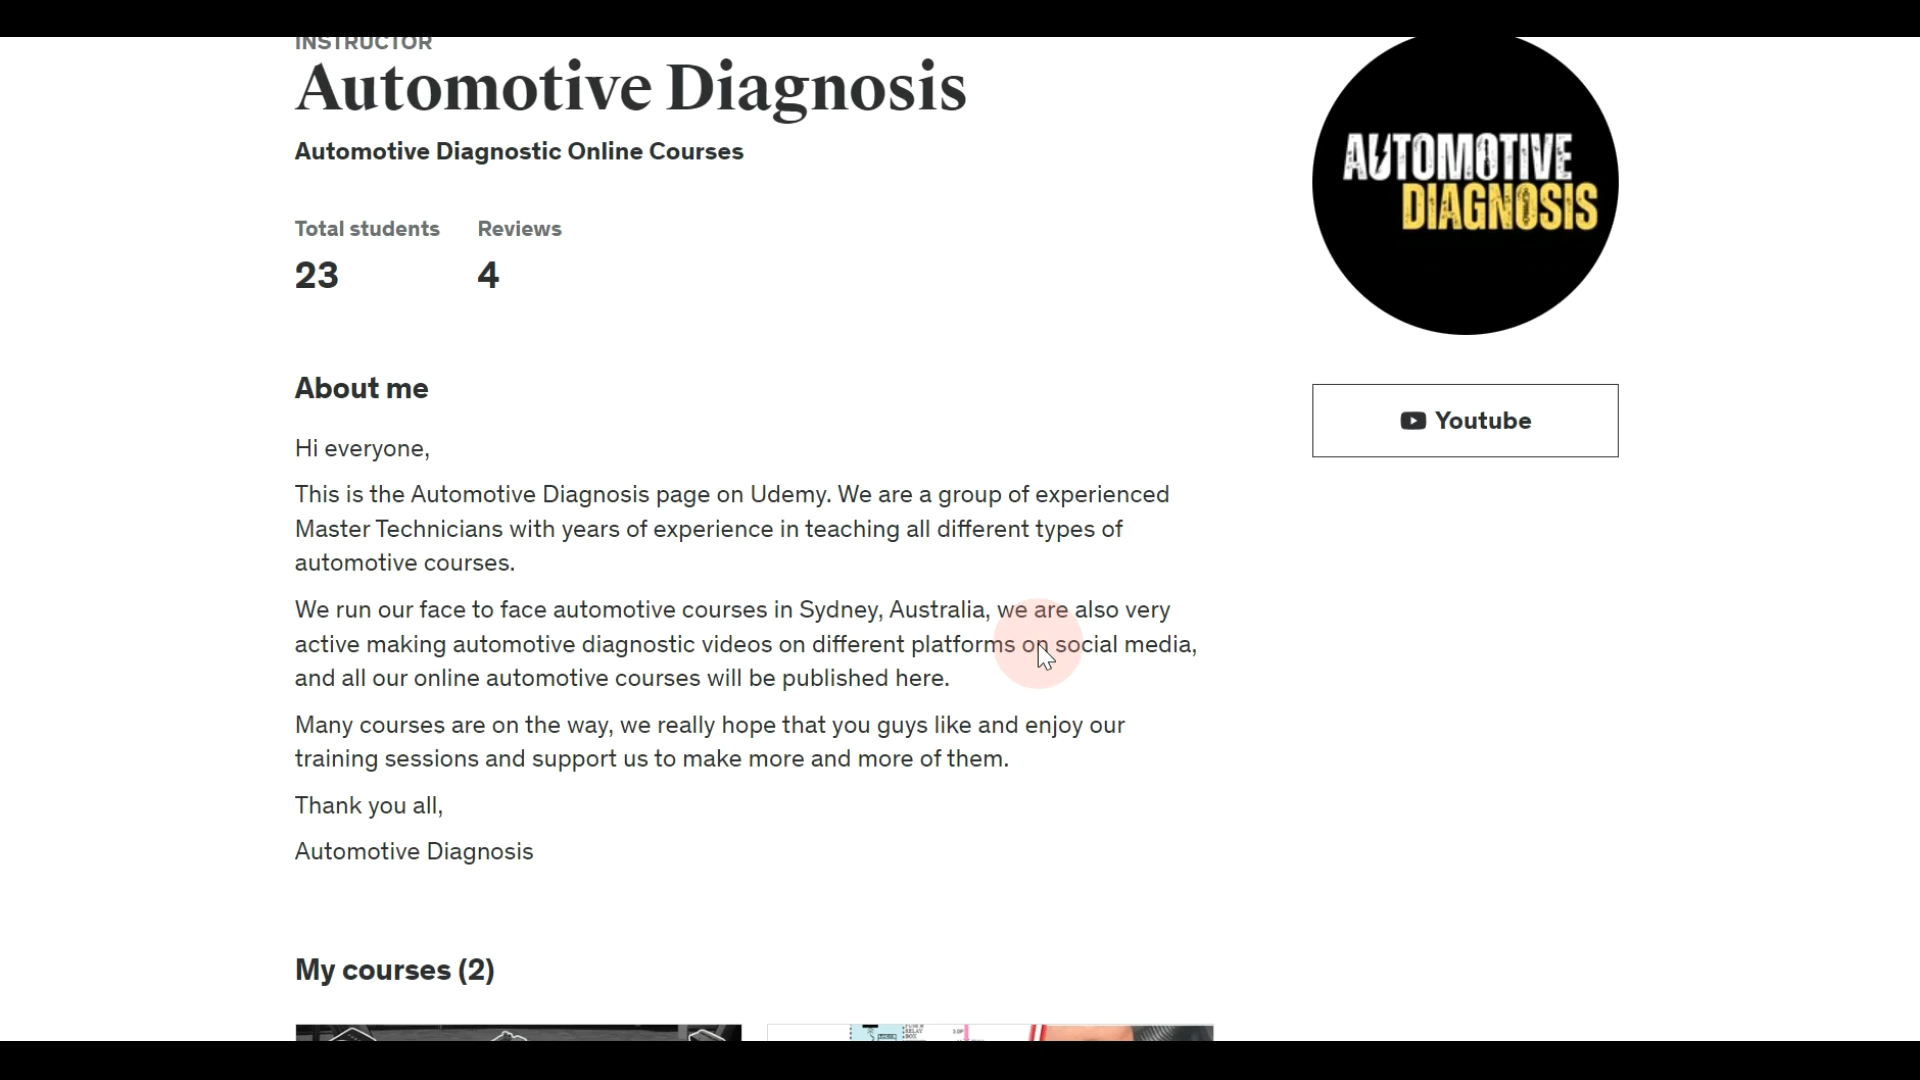 INSTRUCTOR
Automotive Diagnosis
Automotive Diagnostic Online Courses
Total students
Reviews
23
4
AUTOMOTIVE
DIAGNOSIS
Youtube
About me
Hi everyone,
This is the Automotive Diagnosis page on Udemy. We are a group of experienced
Master Technicians with years of experience in teaching all different types of
automotive courses.
We run our face to face automotive courses in Sydney, Australia, we are also very
active making automotive diagnostic videos on different platforms on social media,
and all our online automotive courses will be published here.
Many courses are on the way, we really hope that you guys like and enjoy our
training sessions and support us to make more and more of them.
Thank you all,
Automotive Diagnosis
My courses (2)
RELAY
BOX